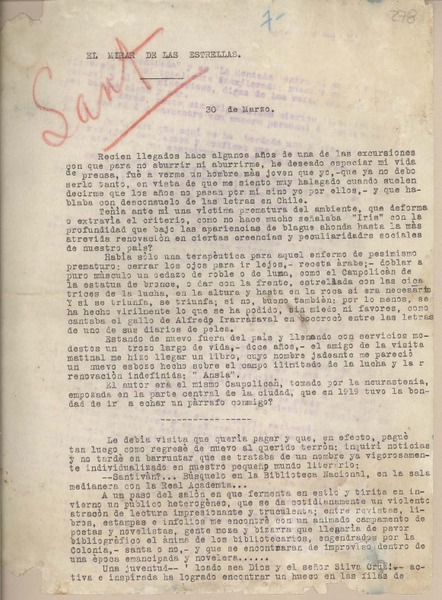 7-
278
Sant
EL MIRAR DE LAS ESTRELLAS.
30 de Marzo.
Recien llegados hace algunos años de una de las excursiones
con que para no aburrir ni aburrirme, he deseado espaciar mi vida
de prensa, fué a verme un hombre más joven que yo,-que ya no debo
serlo tanto, en vista de que me siento muy halagado cuando suelen
decirme que los años no pasan por mi sino yo por ellos,- y que ha-
blaba con desconsuelo de las letras en Chile.
Tenía ante mi una víctima prematura del ambiente, que deforma
o extravía el criterio, como no hace mucho señalaba "Iris" con la
profundidad que bajo las apariencias de blague ahonda hasta la más
atrevida renovación en ciertas creencias y peculiaridades sociales
de nuestro país?
Había sólo una terapéutica para aquel enfermo de pesimismo
prematuro: cerrar los ojos para ir lejos,- receta árabe;- doblar a
puro músculo un pedazo de roble o de luma, como el Caupolicán de
la estatua de bronce, o dar con la frente, estrellada con las cica
trices de la lucha, en la altura y hasta en la roca si era necesario
Y si se triunfa, se triunfa; si no, bueno también; por lo menos, se
ha hecho virilmente lo que se ha podido, sin miedo ni favores, como
cantaba el gallo de Alfredo Irarrázaval en cocorocó entre las letras
de uno de sus diarios de pelea.
Estando de nuevo fuera del país y llenando con servicios mo-
destos un trozo largo de vida,- doce años,- el amigo de la visita
matinal me hizo llegar un libro, cuyo nombre jadeante me pareció
un nuevo esbozo hecho sobre el campo ilimitado de la lucha y la r
renovación indefinidas: " Ansia".
El autor era el mismo Caupolicán, tomado por la neurastenia,
empozada en la parte central de la ciudad, que en 1919 tuvo la bon-
dad de ir a echar un párrafo conmigo?
Le debía visita que quería pagar y que, en efecto, pagué
tan luego como regresé de nuevo al querido terrón; inquirí noticias
y no tardé en barruntar que se trataba de un nombre ya vigorosamen-
te individualizado en nuestro pequeño mundo literario:
--Santiván?... Búsquelo en la Biblioteca Nacional, en la sala
medianera con la Real Academia...
A un paso del salón en que fermenta en estío y tirita en in-
vierno un público heterogéneo, que se da cotidianamente un violento
atracón de lectura impresionante y truculenta; entre revistas, li-
bros, estampas e infolios me encontré con un animado campamento de
poetas y novelistas, gente moza y bizarra que llegaría de pavor
bibliográfico el ánima de los bibliotecarios, engendrados por la
Colonia,- santa o no,- y que se encontraran de improviso dentro de
una época emancipada y novelera......
Una juventud--¡ loado sea Dios y el señor Silva Cruz!-- ac-
tiva e inspirada ha logrado encontrar un hueco en las filas de